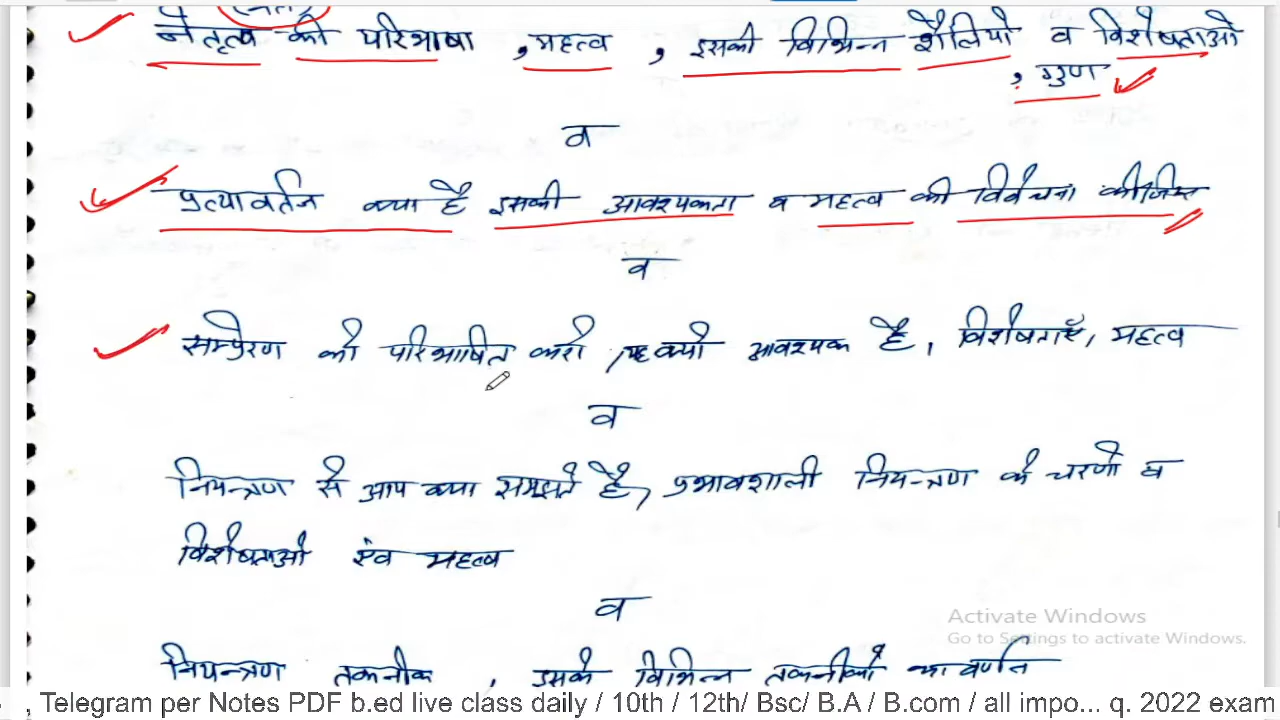 नेतृत्व की परिभाषा , महत्व , इसकी विभिन्न शैलियो व विशेषताओ
, गुण
व
प्रत्यावर्तन क्या है इसकी आवश्यकता व महत्व की विवेचना कीजिए
व
सम्प्रेरण को परिभाषित करो , यह क्यो आवश्यक है , विशेषताएँ , महत्व
व
नियन्त्रण से आप क्या समझते है , प्रभावशाली नियन्त्रण के चरणो व
विशेषताओ एंव महत्व
व
नियन्त्रण तकनीक , उसके विभिन्न तकनीको का वर्णन
Activate Windows
Go to Settings to activate Windows.
, Telegram per Notes PDF b.ed live class daily / 10th / 12th/ Bsc/ B.A / B.com / all impo... q. 2022 exam